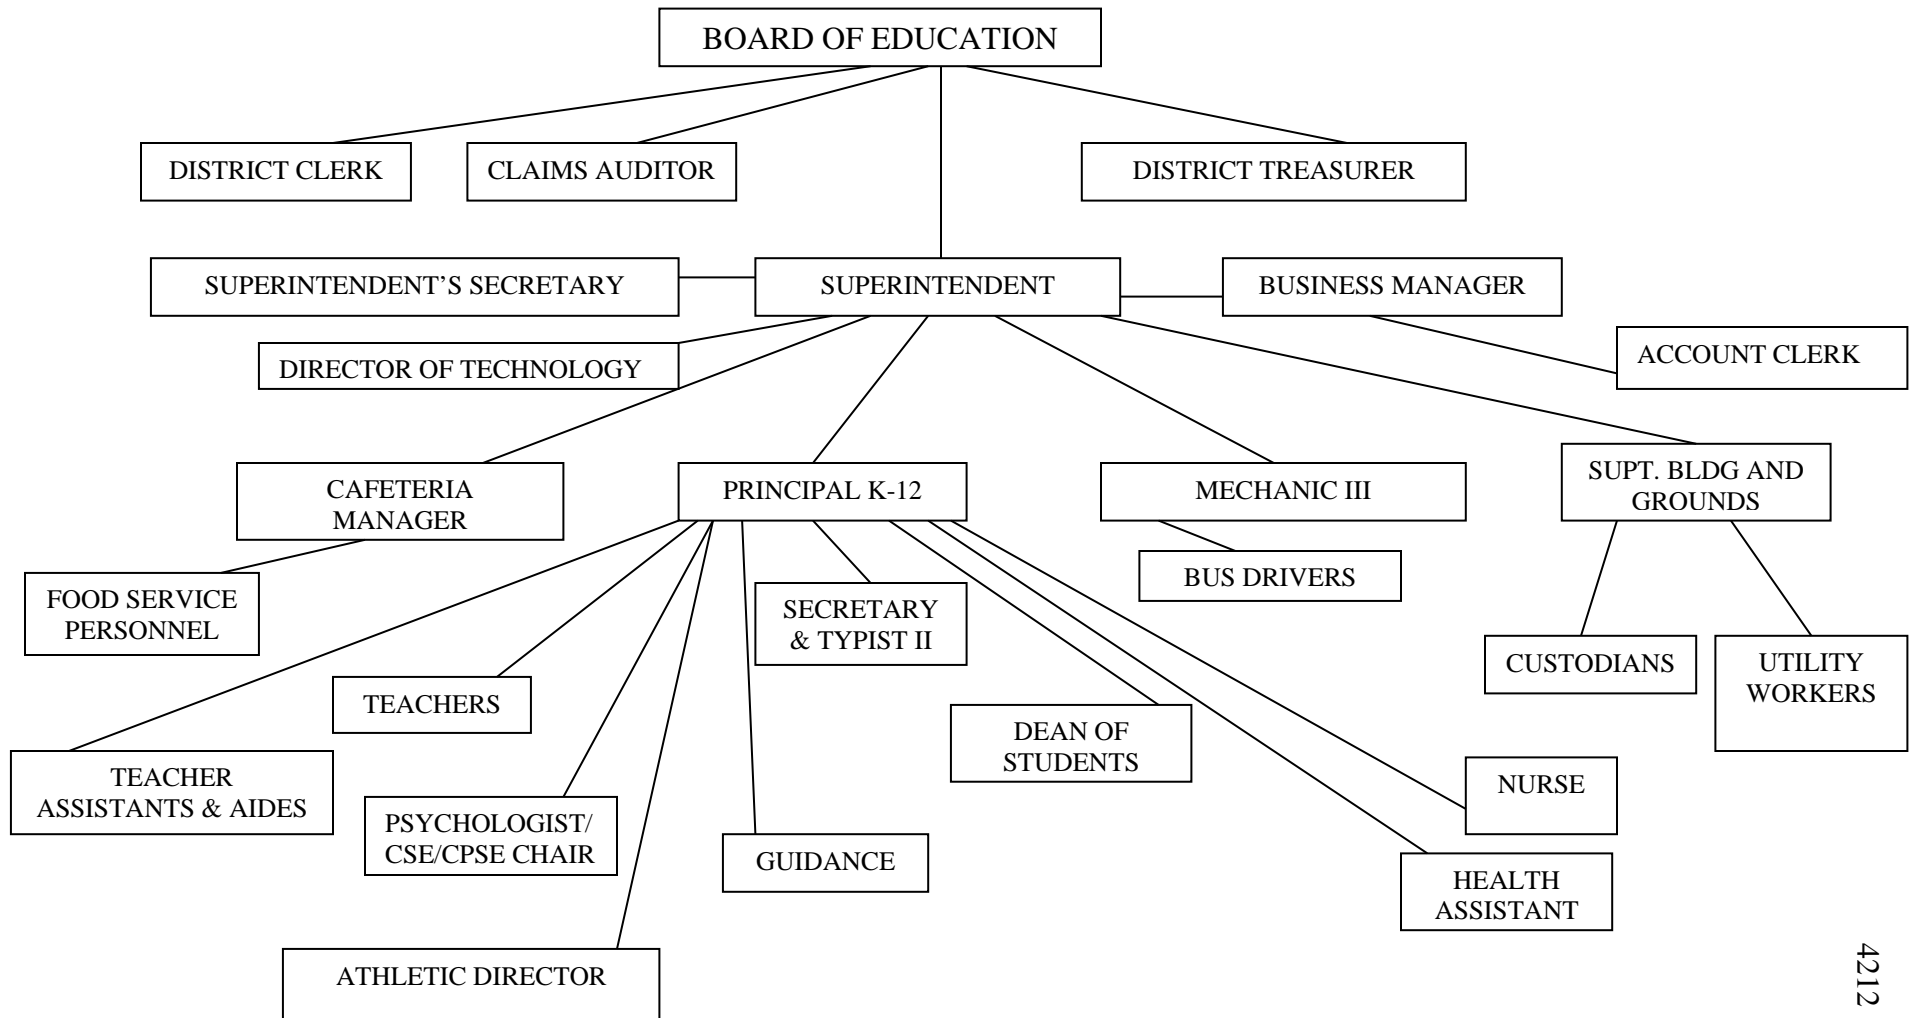 BOARD OF EDUCATION
DISTRICT CLERK
CLAIMS AUDITOR
DISTRICT TREASURER
SUPERINTENDENT’S SECRETARY
SUPERINTENDENT
BUSINESS MANAGER
DIRECTOR OF TECHNOLOGY
ACCOUNT CLERK
CAFETERIA
MANAGER
PRINCIPAL K-12
MECHANIC III
SUPT. BLDG AND
GROUNDS
FOOD SERVICE
PERSONNEL
SECRETARY
& TYPIST II
BUS DRIVERS
CUSTODIANS
UTILITY
WORKERS
TEACHERS
DEAN OF
STUDENTS
TEACHER
ASSISTANTS & AIDES
PSYCHOLOGIST/
CSE/CPSE CHAIR
GUIDANCE
NURSE
HEALTH
ASSISTANT
ATHLETIC DIRECTOR
4212